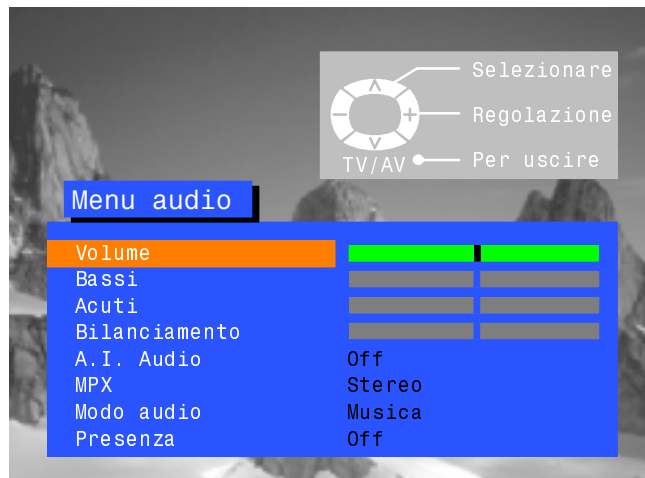 Selezionare
Regolazione
TV/AV Per uscire
Menu audio
Volume
Bassi
Acuti
Bilanciamento
A.I. Audio Off
MPX Stereo
Modo audio Musica
Presenza Off